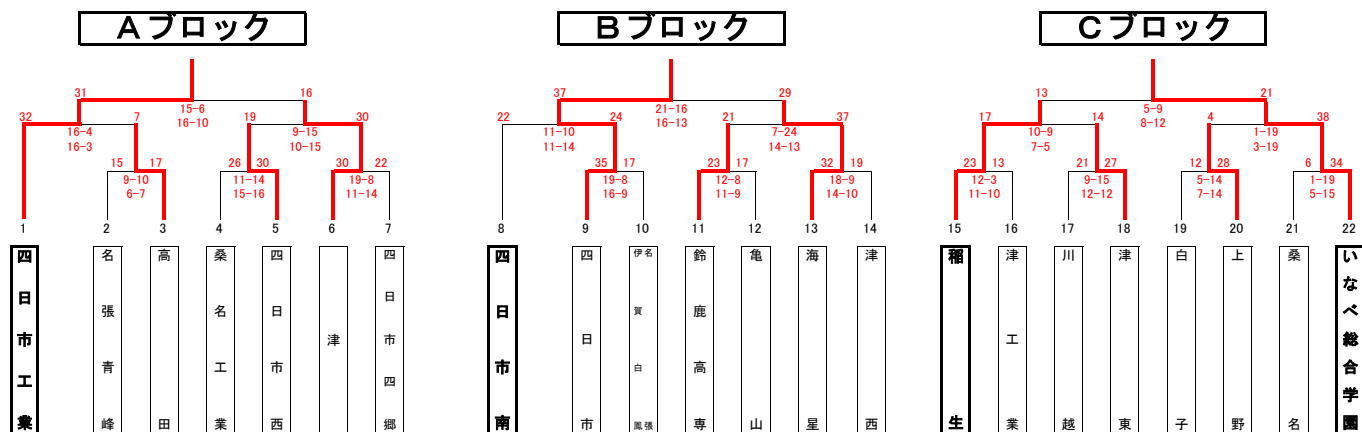 Aブロック Bブロック Cブロック
31 16 37 29 13 21
15-6 21-16 5-9
16-10 16-13 8-12
32 7 19 30 22 24 21 37 17 14 4 38
16-4 9-15 11-10 7-24 10-9 1-19
16-3 10-15 11-14 14-13 7-5 3-19
15 17 26 30 30 22 35 17 23 17 32 19 23 13 21 27 12 28 6 34
9-10 11-14 19-8 19-8 12-8 18-9 12-3 9-15 5-14 1-19
6-7 15-16 11-14 16-9 11-9 14-10 11-10 12-12 7-14 5-15
1 2 3 4 5 6 7 8 9 10 11 12 13 14 15 16 17 18 19 20 21 22
四日市工業
名張青峰
高田
桑名工業
四日市西
津
四日市四郷
四日市南
四日市
名張
伊賀白鳳
鈴鹿高専
亀山
海星
津西
稲生
津工業
川越
津東
白子
上野
桑名
いなべ総合学園